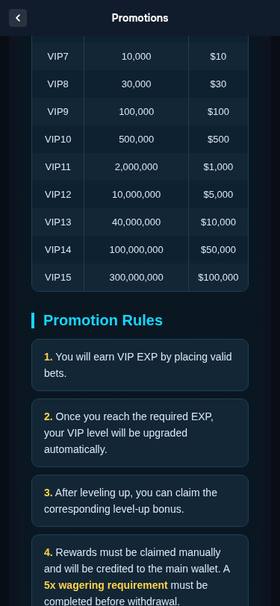 Promotions
VIP7 10,000 $10
VIP8 30,000 $30
VIP9 100,000 $100
VIP10 500,000 $500
VIP11 2,000,000 $1,000
VIP12 10,000,000 $5,000
VIP13 40,000,000 $10,000
VIP14 100,000,000 $50,000
VIP15 300,000,000 $100,000
Promotion Rules
1. You will earn VIP EXP by placing valid
bets.
2. Once you reach the required EXP,
your VIP level will be upgraded
automatically.
3. After leveling up, you can claim the
corresponding level-up bonus.
4. Rewards must be claimed manually
and will be credited to the main wallet. A
5x wagering requirement must be
completed before withdrawal.